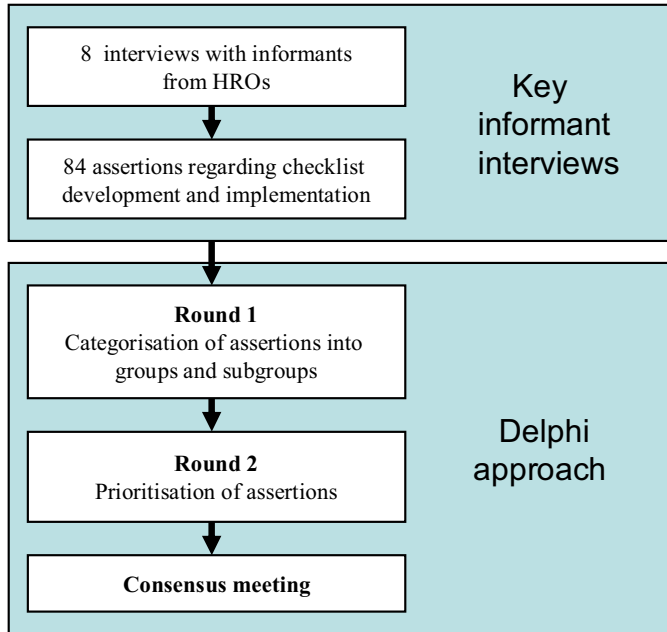 8 interviews with informants
from HROs
Key
informant
interviews
84 assertions regarding checklist
development and implementation
Round 1
Categorisation of assertions into
groups and subgroups
Delphi
approach
Round 2
Prioritisation of assertions
Consensus meeting